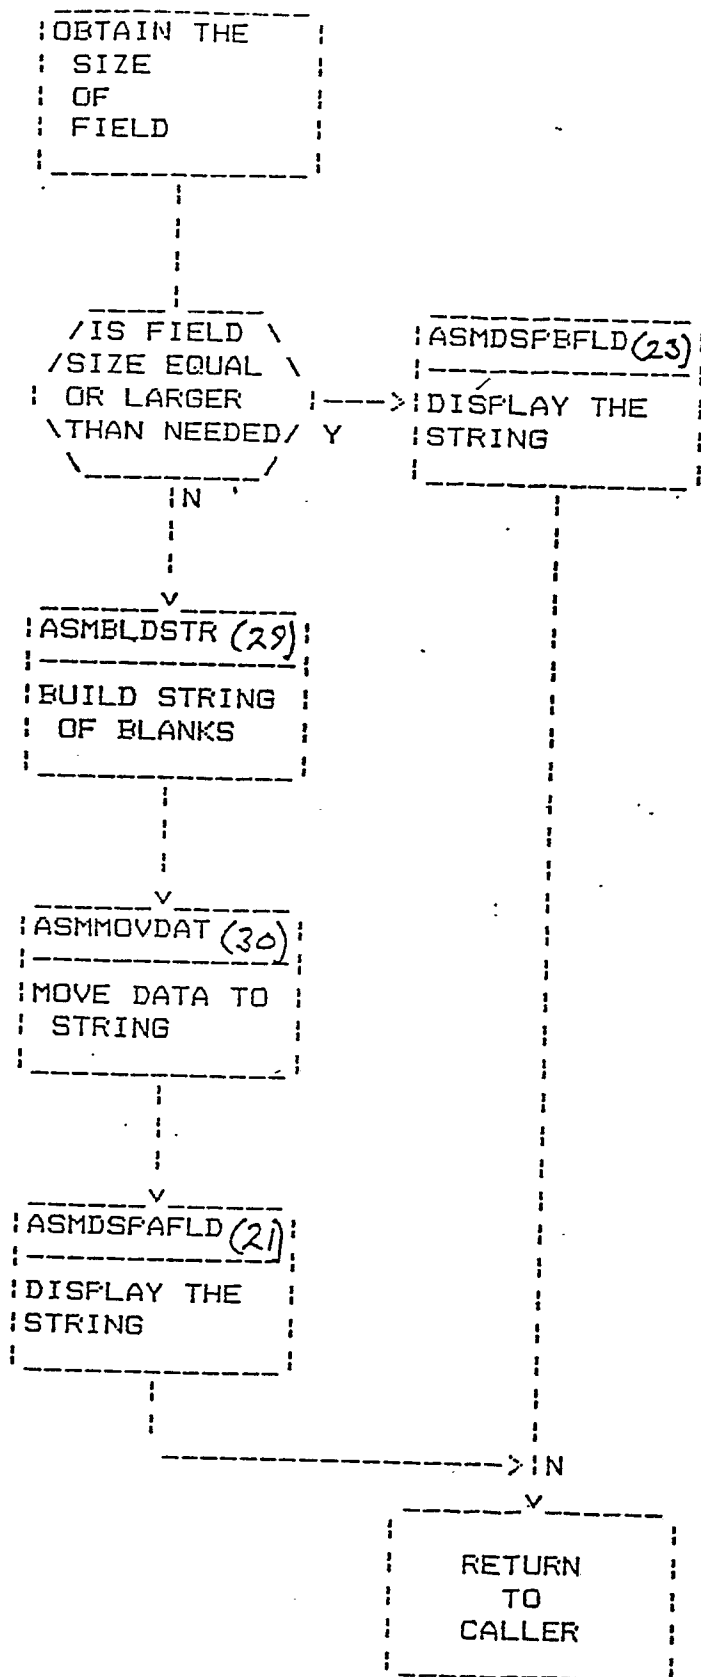 OBTAIN THE
SIZE
OF
FIELD
IS FIELD
SIZE EQUAL
OR LARGER
THAN NEEDED
Y
N
ASMDSPBFLD (23)
DISPLAY THE
STRING
ASMBLDSTR (29)
BUILD STRING
OF BLANKS
ASMMOVDAT (30)
MOVE DATA TO
STRING
ASMDSPAFLD (21)
DISPLAY THE
STRING
N
RETURN
TO
CALLER